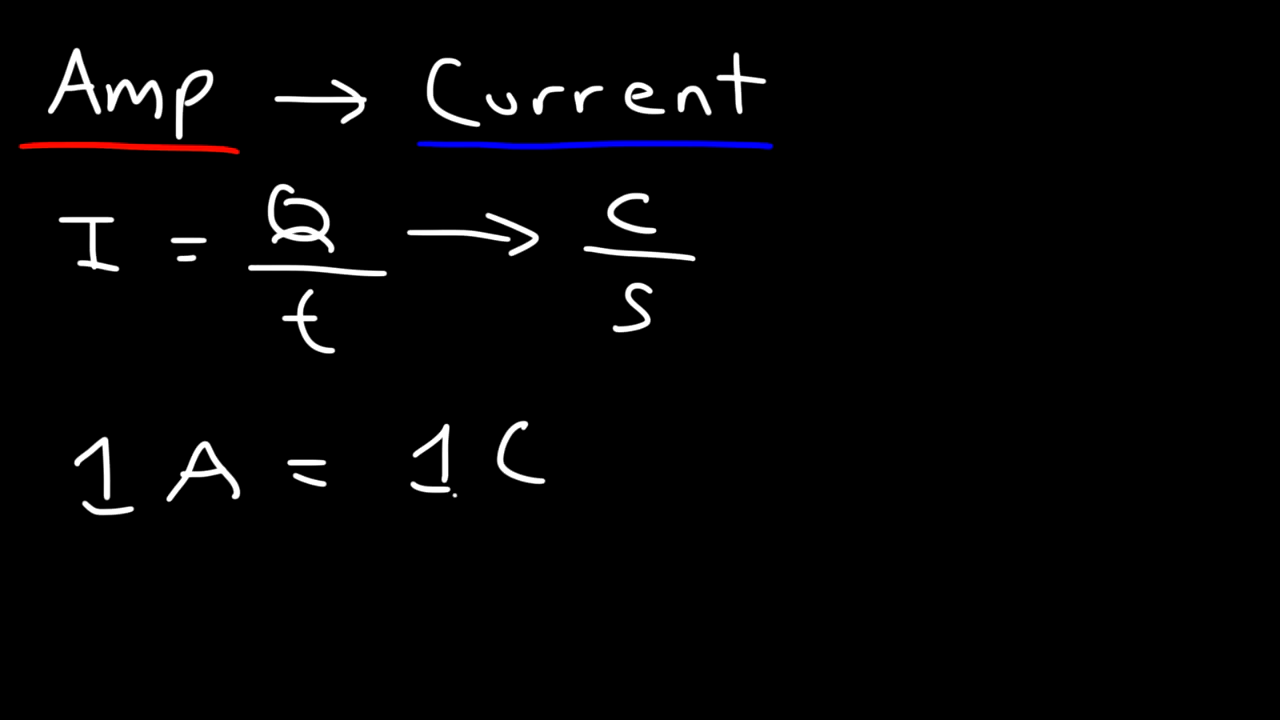 Amp → Current
I = Q/t → C/s
1 A = 1 C